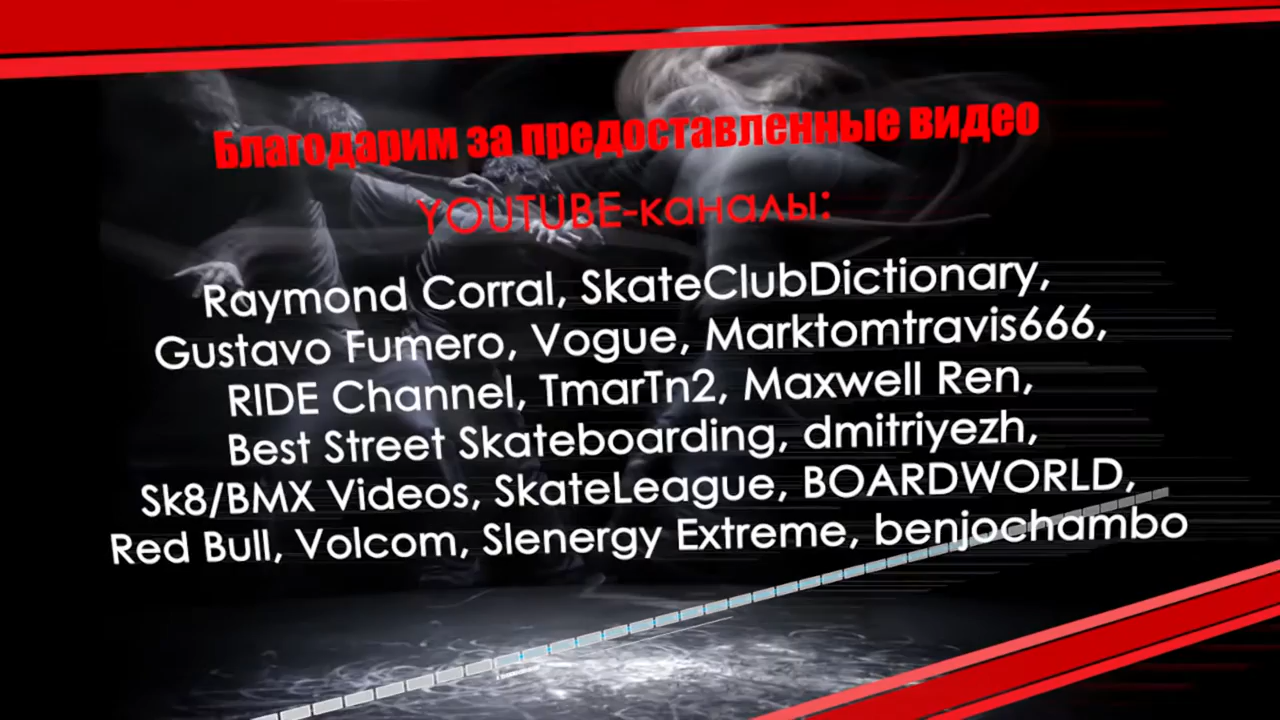 Благодарим за предоставленные видео
YOUTUBE-каналы:
Raymond Corral, SkateClubDictionary,
Gustavo Fumero, Vogue, Marktomtravis666,
RIDE Channel, TmarTn2, Maxwell Ren,
Best Street Skateboarding, dmitriyezh,
Sk8/BMX Videos, SkateLeague, BOARDWORLD,
Red Bull, Volcom, Slenergy Extreme, benjochambo